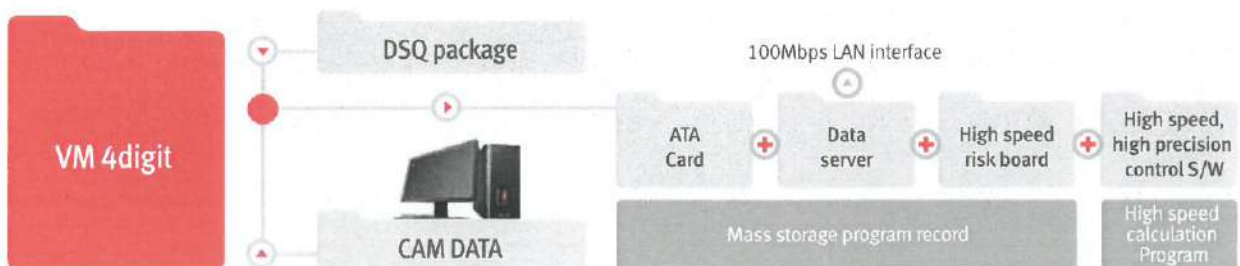 VM 4digit
DSQ package
CAM DATA
100Mbps LAN interface
ATA
Card
Data
server
High speed
risk board
High speed,
high precision
control S/W
Mass storage program record
High speed
calculation
Program